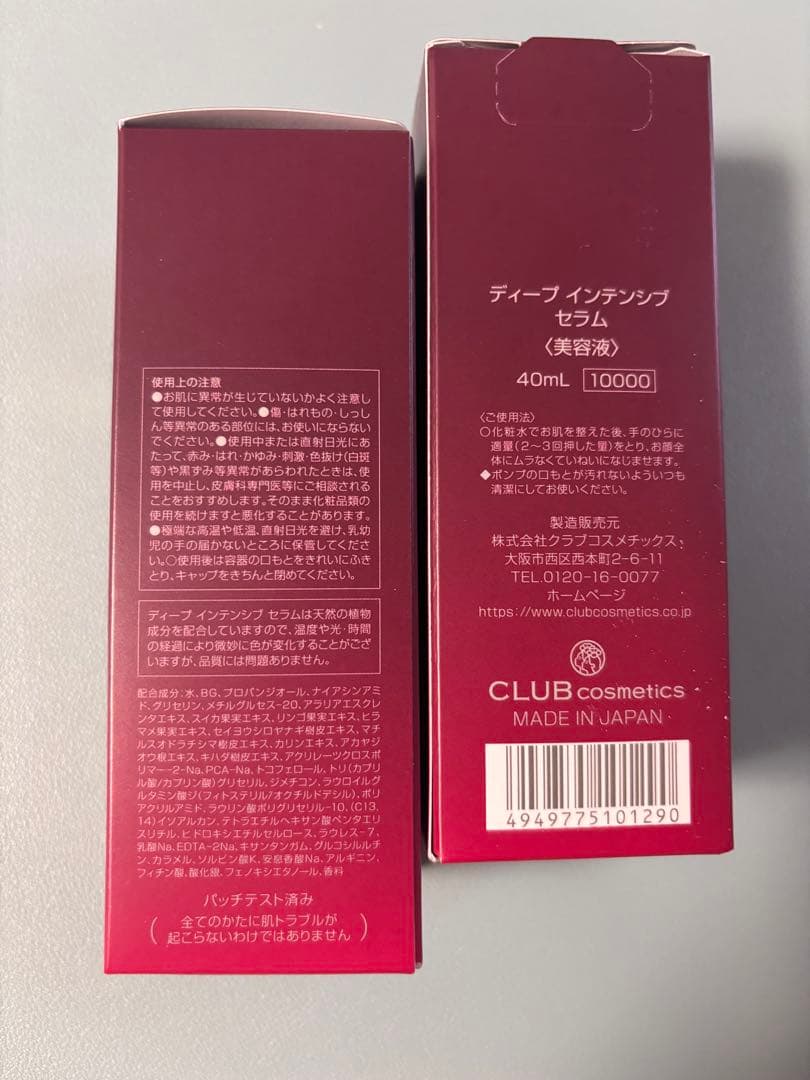 使用上の注意
●お肌に異常が生じていないかよく注意し
て使用してください。●傷・はれもの・しっし
ん等異常のある部位には、お使いにならない
でください。●使用中または直射日光にあ
たって、赤み・はれ・かゆみ・刺激・色抜け(白斑
等)や黒ずみ等異常があらわれたときは、使
用を中止し、皮膚科専門医等にご相談される
ことをおすすめします。そのまま化粧品類の
使用を続けますと悪化することがあります。
●極端な高温や低温、直射日光を避け、乳幼
児の手の届かないところに保管してくださ
い。○使用後は容器の口もとをきれいにふき
とり、キャップをきちんと閉めてください。
ディープ インテンシブ セラムは天然の植物
成分を配合していますので、温度や光・時間
の経過により微妙に色が変化することがござ
いますが、品質には問題ありません。
配合成分:水、BG、プロパンジオール、ナイアシンアミ
ド、グリセリン、メチルグルセス-20、アラリアエスクレ
ンタエキス、スイカ果実エキス、リンゴ果実エキス、ヒラ
マメ果実エキス、セイヨウシロヤナギ樹皮エキス、マチ
ルスオドラチシマ樹皮エキス、カリンエキス、アカヤジ
オウ根エキス、キハダ樹皮エキス、アクリレーツクロスポ
リマー-2-Na、PCA-Na、トコフェロール、トリ(カプリ
ル酸/カプリン酸)グリセリル、ジメチコン、ラウロイルグ
ルタミン酸ジ(フィトステリル/オクチルドデシル)、ポリ
アクリルアミド、ラウリン酸ポリグリセリル-10、(C13,
14)イソアルカン、テトラエチルヘキサン酸ペンタエリ
スリチル、ヒドロキシエチルセルロース、ラウレス-7、
乳酸Na、EDTA-2Na、キサンタンガム、グルコシルルチ
ン、カラメル、ソルビン酸K、安息香酸Na、アルギニン、
フィチン酸、酸化銀、フェノキシエタノール、香料
パッチテスト済み
(全てのかたに肌トラブルが
起こらないわけではありません)
ディープ インテンシブ
セラム
〈美容液〉
40mL 10000
〈ご使用法〉
○化粧水でお肌を整えた後、手のひらに
適量(2〜3回押した量)をとり、お顔全
体にムラなくていねいになじませます。
◆ポンプの口もとが汚れないよういつも
清潔にしてお使いください。
製造販売元
株式会社クラブコスメチックス
大阪市西区西本町2-6-11
TEL.0120-16-0077
ホームページ
https://www.clubcosmetics.co.jp
CLUB cosmetics
MADE IN JAPAN
4949775101290